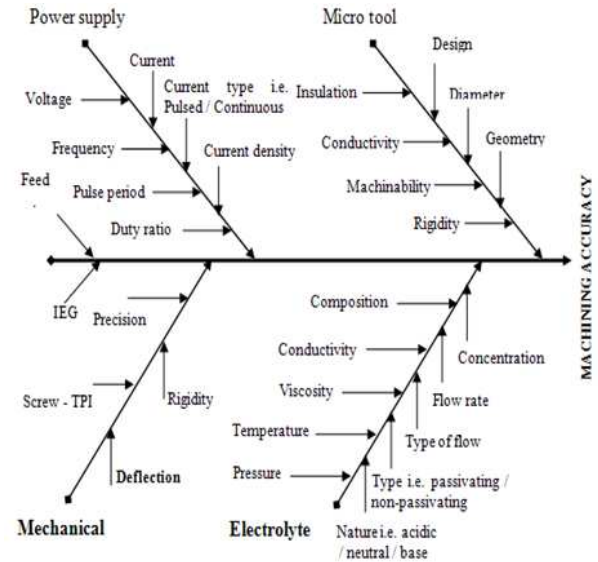 Power supply
Micro tool
Current
Design
Current type i.e.
Pulsed / Continuous
Insulation
Diameter
Voltage
Geometry
Frequency
Current density
Conductivity
Feed
Pulse period
Machinability
Duty ratio
Rigidity
MACHINING ACCURACY
IEG
Precision
Composition
Concentration
Conductivity
Screw - TPI
Rigidity
Viscosity
Flow rate
Temperature
Type of flow
Deflection
Pressure
Type i.e. passivating /
non-passivating
Mechanical
Electrolyte
Nature i.e. acidic
/ neutral / base